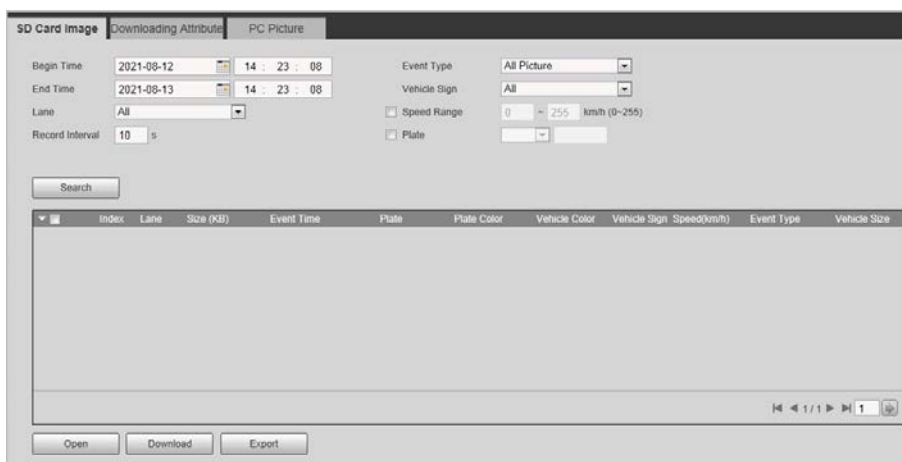 SD Card Image Downloading Attribute PC Picture
Begin Time 2021-08-12 14 : 23 : 08 Event Type All Picture
End Time 2021-08-13 14 : 23 : 08 Vehicle Sign All
Lane All Speed Range 0 ~ 255 km/h (0~255)
Record Interval 10 s Plate
Search
Index Lane Size (KB) Event Time Plate Plate Color Vehicle Color Vehicle Sign Speed(km/h) Event Type Vehicle Size
1 / 1 1
Open Download Export